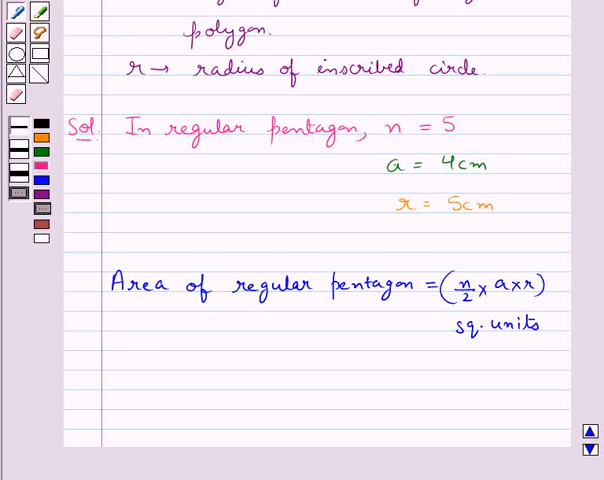 polygon.
r → radius of inscribed circle.
Sol. In regular pentagon, n = 5
a = 4cm
r = 5cm
Area of regular pentagon = (n/2 × a × r)
sq. units